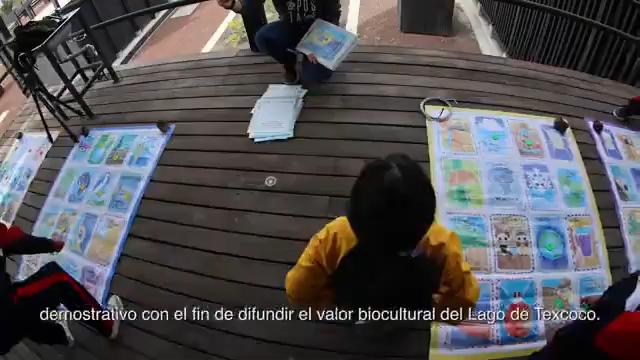 demostrativo con el fin de difundir el valor biocultural del Lago de Texcoco.